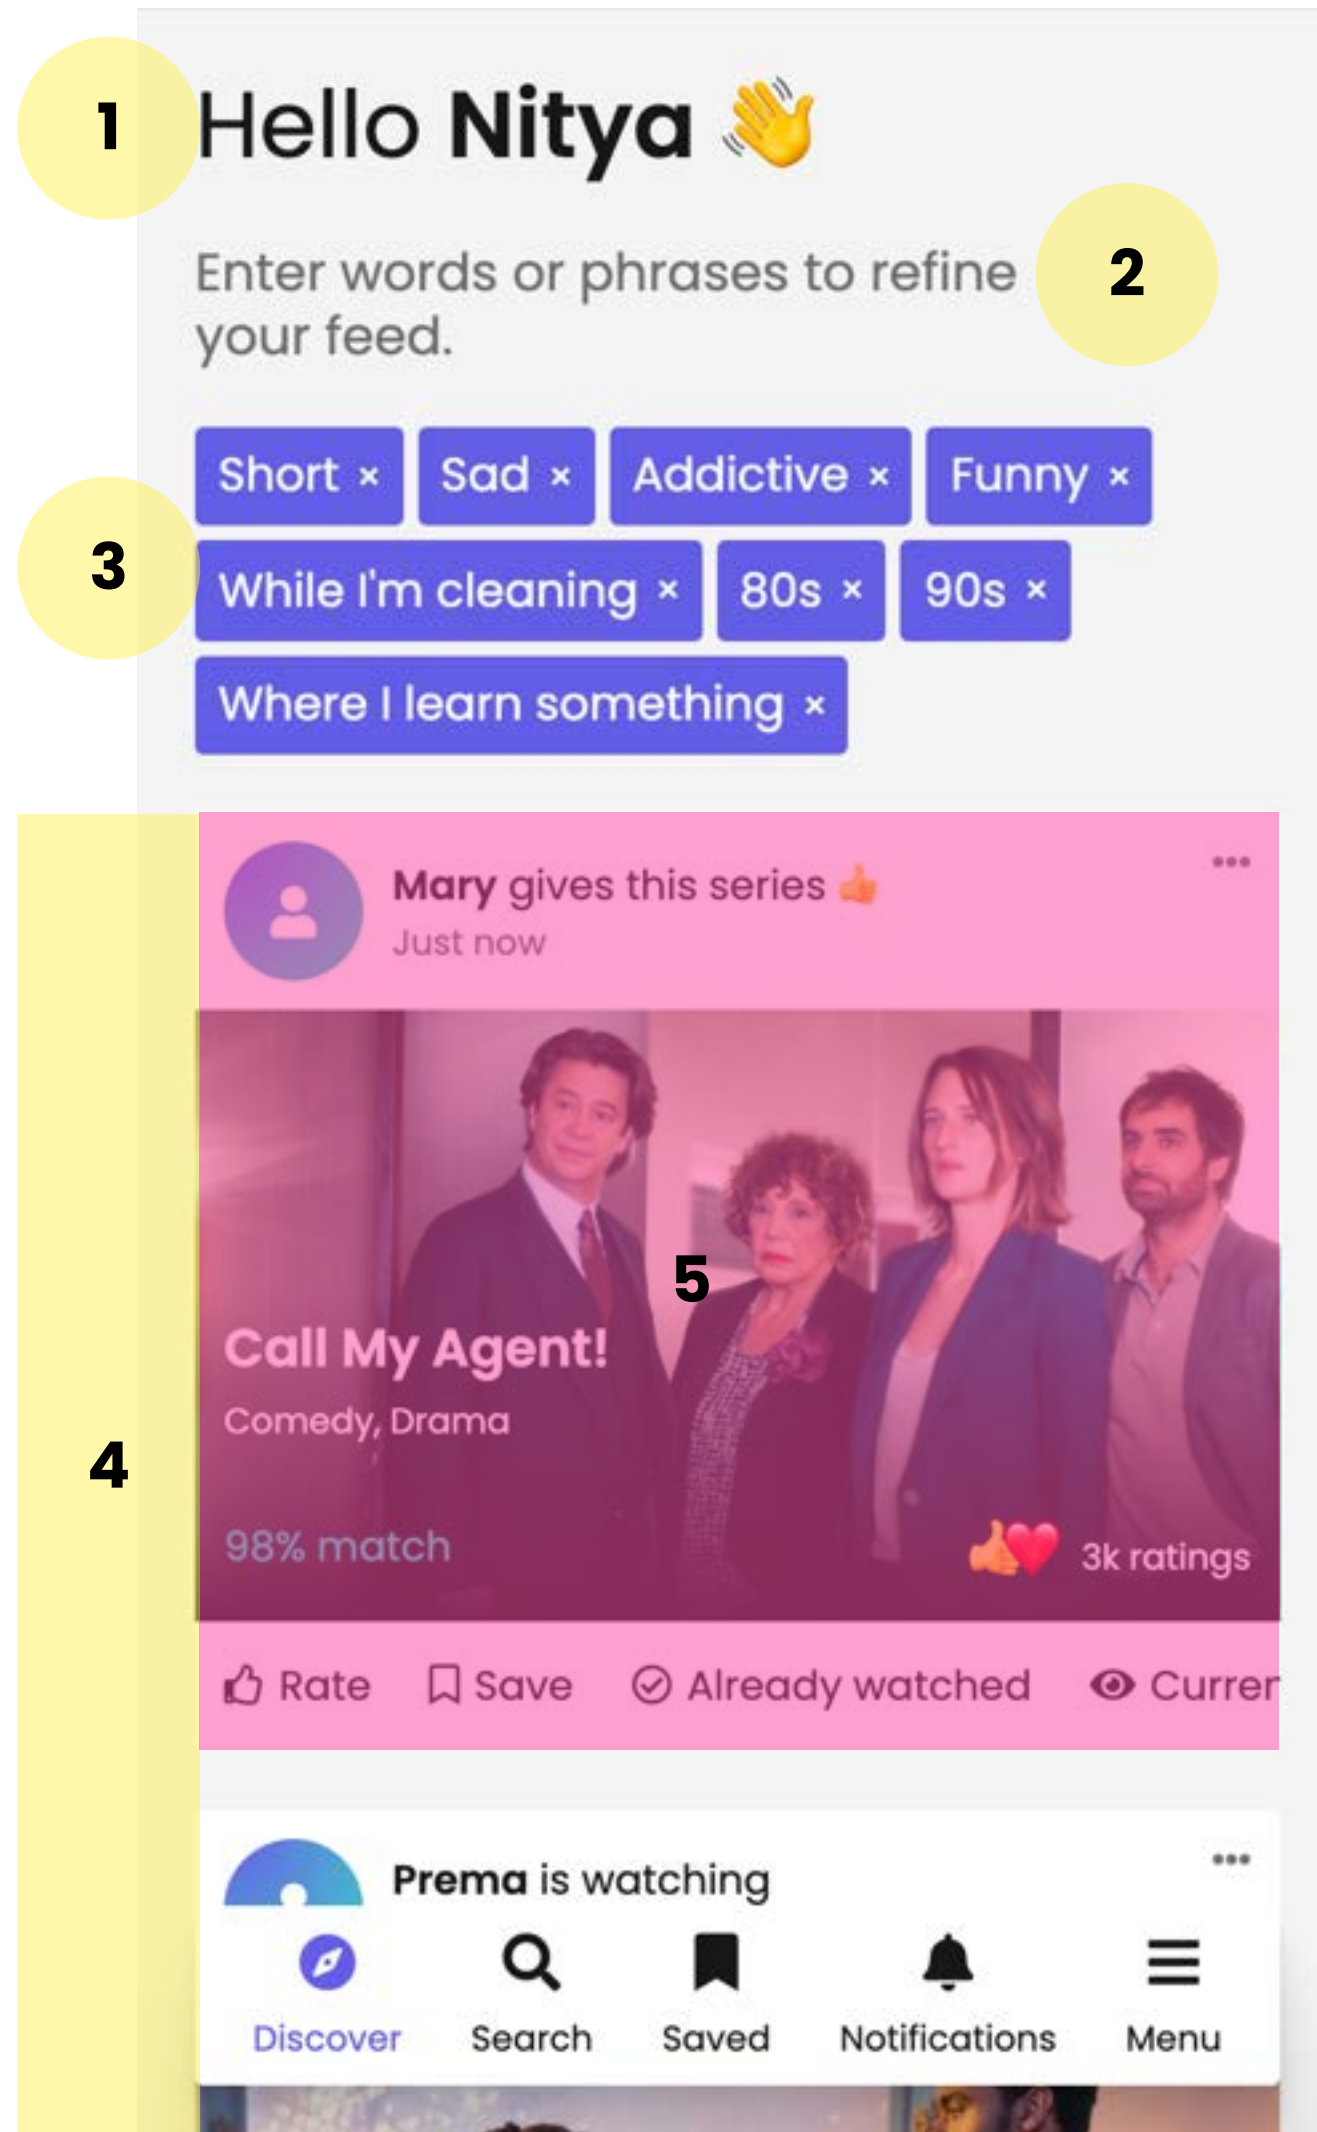 1
Hello Nitya 👋
2
Enter words or phrases to refine
your feed.
Short × Sad × Addictive × Funny ×
3
While I'm cleaning × 80s × 90s ×
Where I learn something ×
Mary gives this series 👍
Just now
5
Call My Agent!
Comedy, Drama
4
98% match
3k ratings
Rate Save Already watched Curren
Prema is watching
Discover Search Saved Notifications Menu